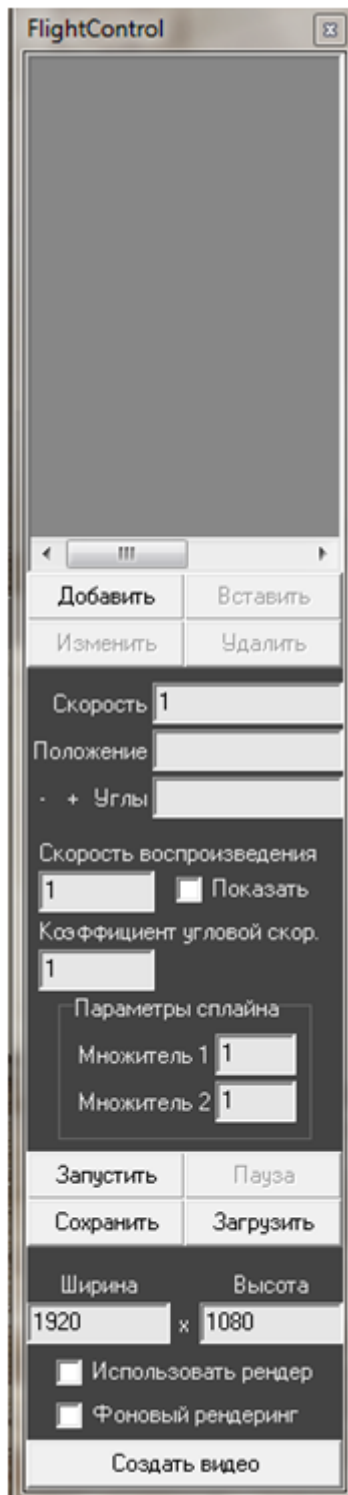 FlightControl
Добавить Вставить
Изменить Удалить
Скорость 1
Положение
- + Углы
Скорость воспроизведения
1 Показать
Коэффициент угловой скор.
1
Параметры сплайна
Множитель 1 1
Множитель 2 1
Запустить Пауза
Сохранить Загрузить
Ширина Высота
1920 x 1080
Использовать рендер
Фоновый рендеринг
Создать видео